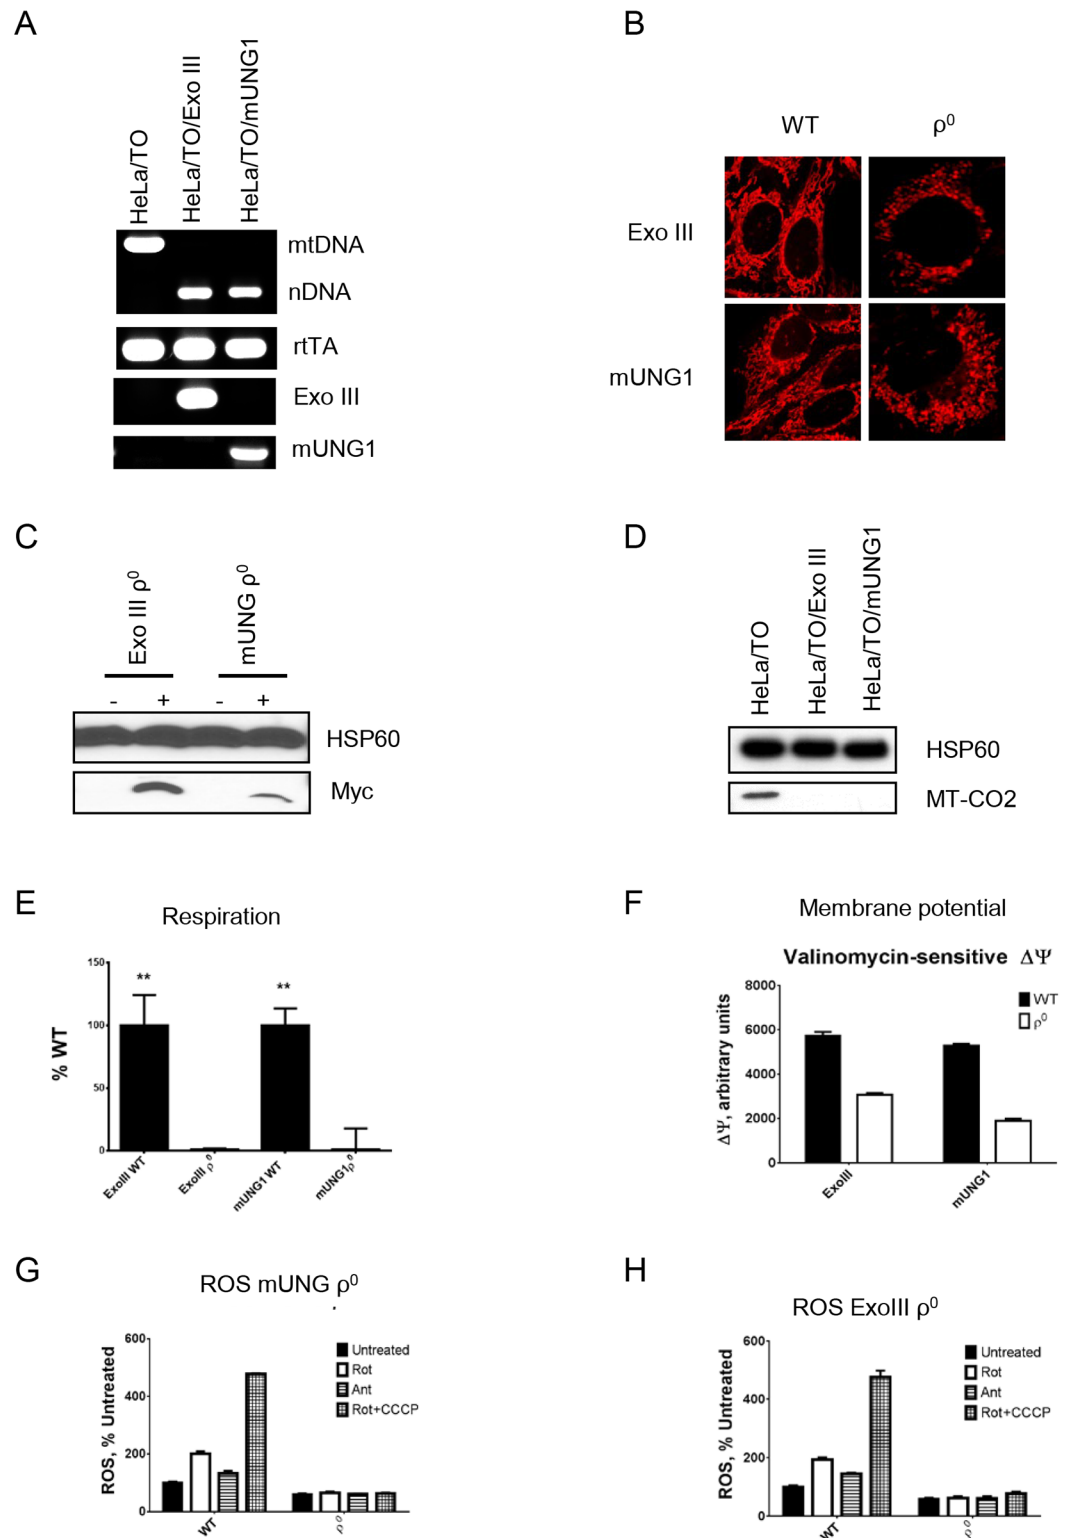 A
HeLa/TO
HeLa/TO/Exo III
HeLa/TO/mUNG1
mtDNA
nDNA
rtTA
Exo III
mUNG1
B
WT
ρ0
Exo III
mUNG1
C
Exo III ρ0
mUNG ρ0
- + - +
HSP60
Myc
D
HeLa/TO
HeLa/TO/Exo III
HeLa/TO/mUNG1
HSP60
MT-CO2
E
Respiration
% WT
150
100
50
0
**
**
ExoIII WT
ExoIII ρ0
mUNG1 WT
mUNG1ρ0
F
Membrane potential
Valinomycin-sensitive ΔΨ
ΔΨ, arbitrary units
8000
6000
4000
2000
0
WT
ρ0
ExoIII
mUNG1
G
ROS mUNG ρ0
ROS, % Untreated
600
400
200
0
Untreated
Rot
Ant
Rot+CCCP
WT
ρ0
H
ROS ExoIII ρ0
ROS, % Untreated
600
400
200
0
Untreated
Rot
Ant
Rot+CCCP
WT
ρ0